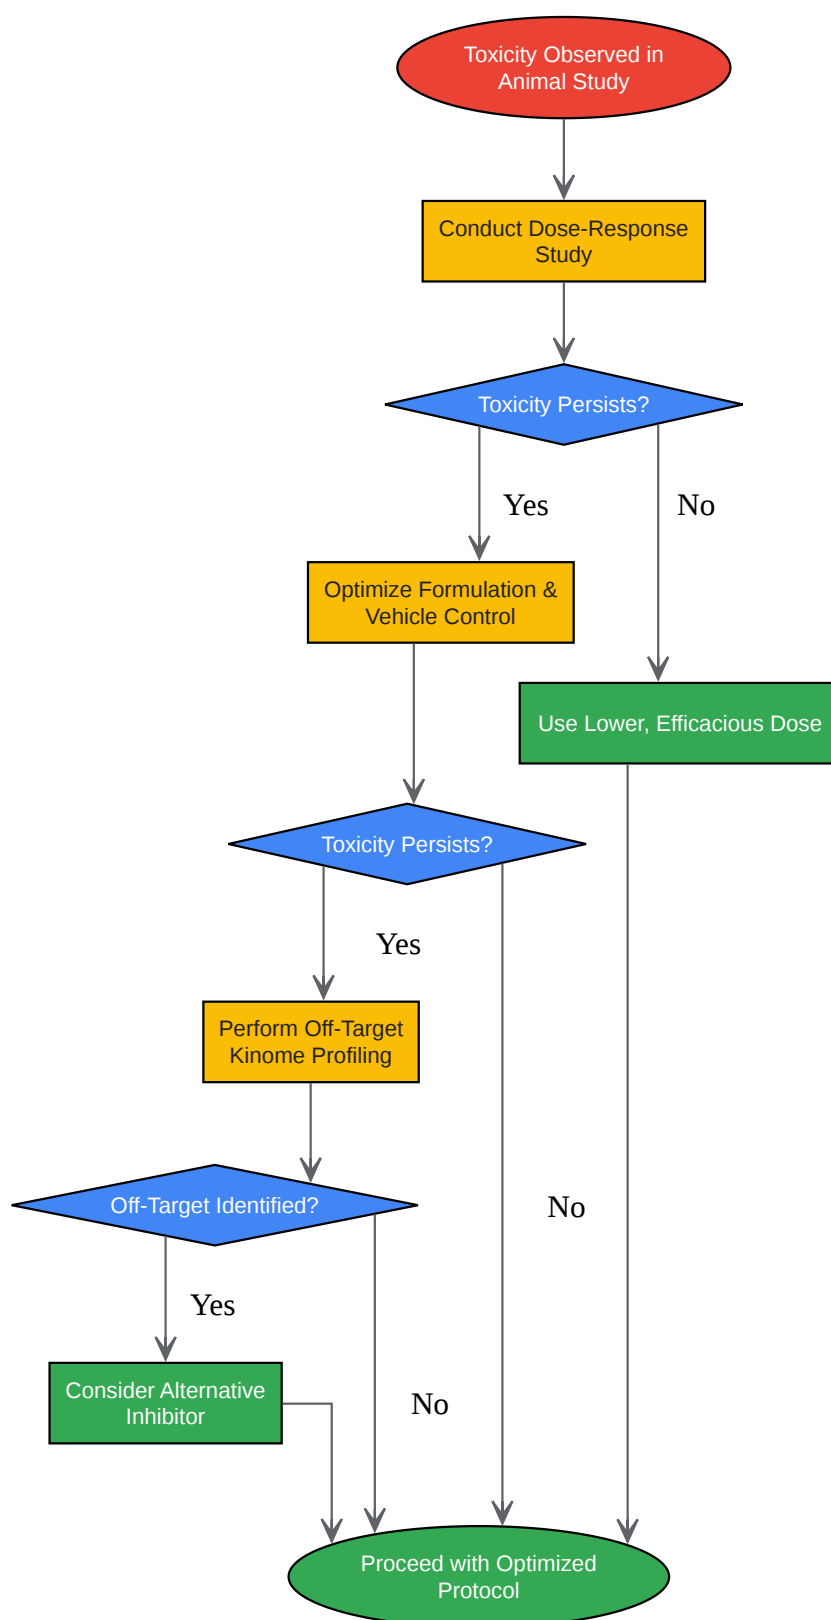 Toxicity Observed in
Animal Study
Conduct Dose-Response
Study
Toxicity Persists?
Yes
No
Optimize Formulation &
Vehicle Control
Use Lower, Efficacious Dose
Toxicity Persists?
Yes
Perform Off-Target
Kinome Profiling
No
Off-Target Identified?
Yes
Consider Alternative
Inhibitor
No
Proceed with Optimized
Protocol